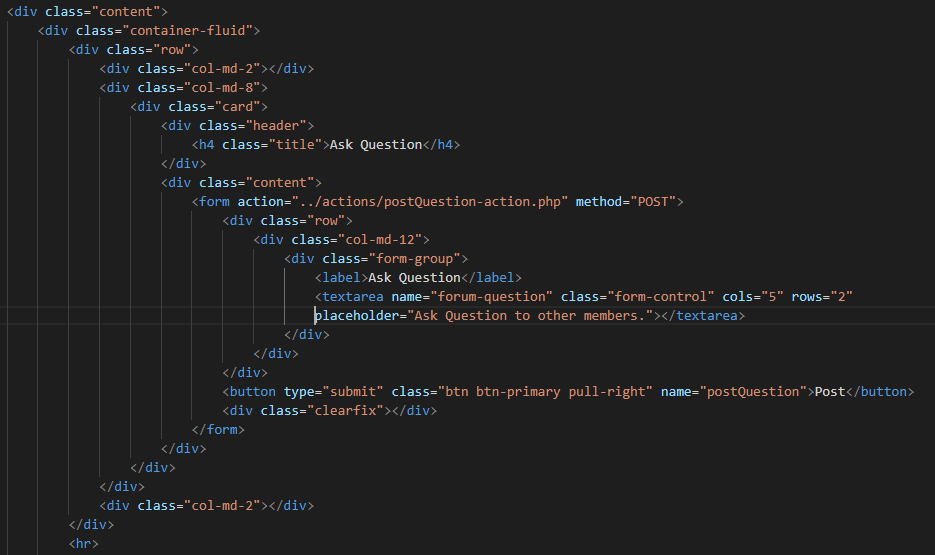 <div class="content">
<div class="container-fluid">
<div class="row">
<div class="col-md-2"></div>
<div class="col-md-8">
<div class="card">
<div class="header">
<h4 class="title">Ask Question</h4>
</div>
<div class="content">
<form action="../actions/postQuestion-action.php" method="POST">
<div class="row">
<div class="col-md-12">
<div class="form-group">
<label>Ask Question</label>
<textarea name="forum-question" class="form-control" cols="5" rows="2"
placeholder="Ask Question to other members."></textarea>
</div>
</div>
</div>
<button type="submit" class="btn btn-primary pull-right" name="postQuestion">Post</button>
<div class="clearfix"></div>
</form>
</div>
</div>
</div>
<div class="col-md-2"></div>
</div>
<hr>